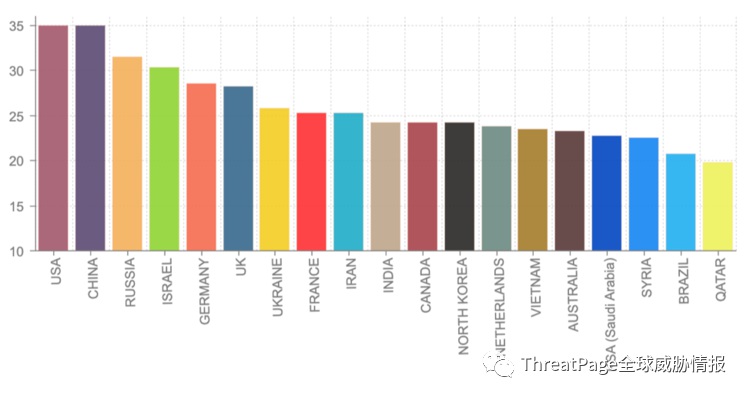 35
30
25
20
15
10
USA
CHINA
RUSSIA
ISRAEL
GERMANY
UK
UKRAINE
FRANCE
IRAN
INDIA
CANADA
NORTH KOREA
NETHERLANDS
VIETNAM
AUSTRALIA
SA (Saudi Arabia)
SYRIA
BRAZIL
QATAR
ThreatPage全球威胁情报